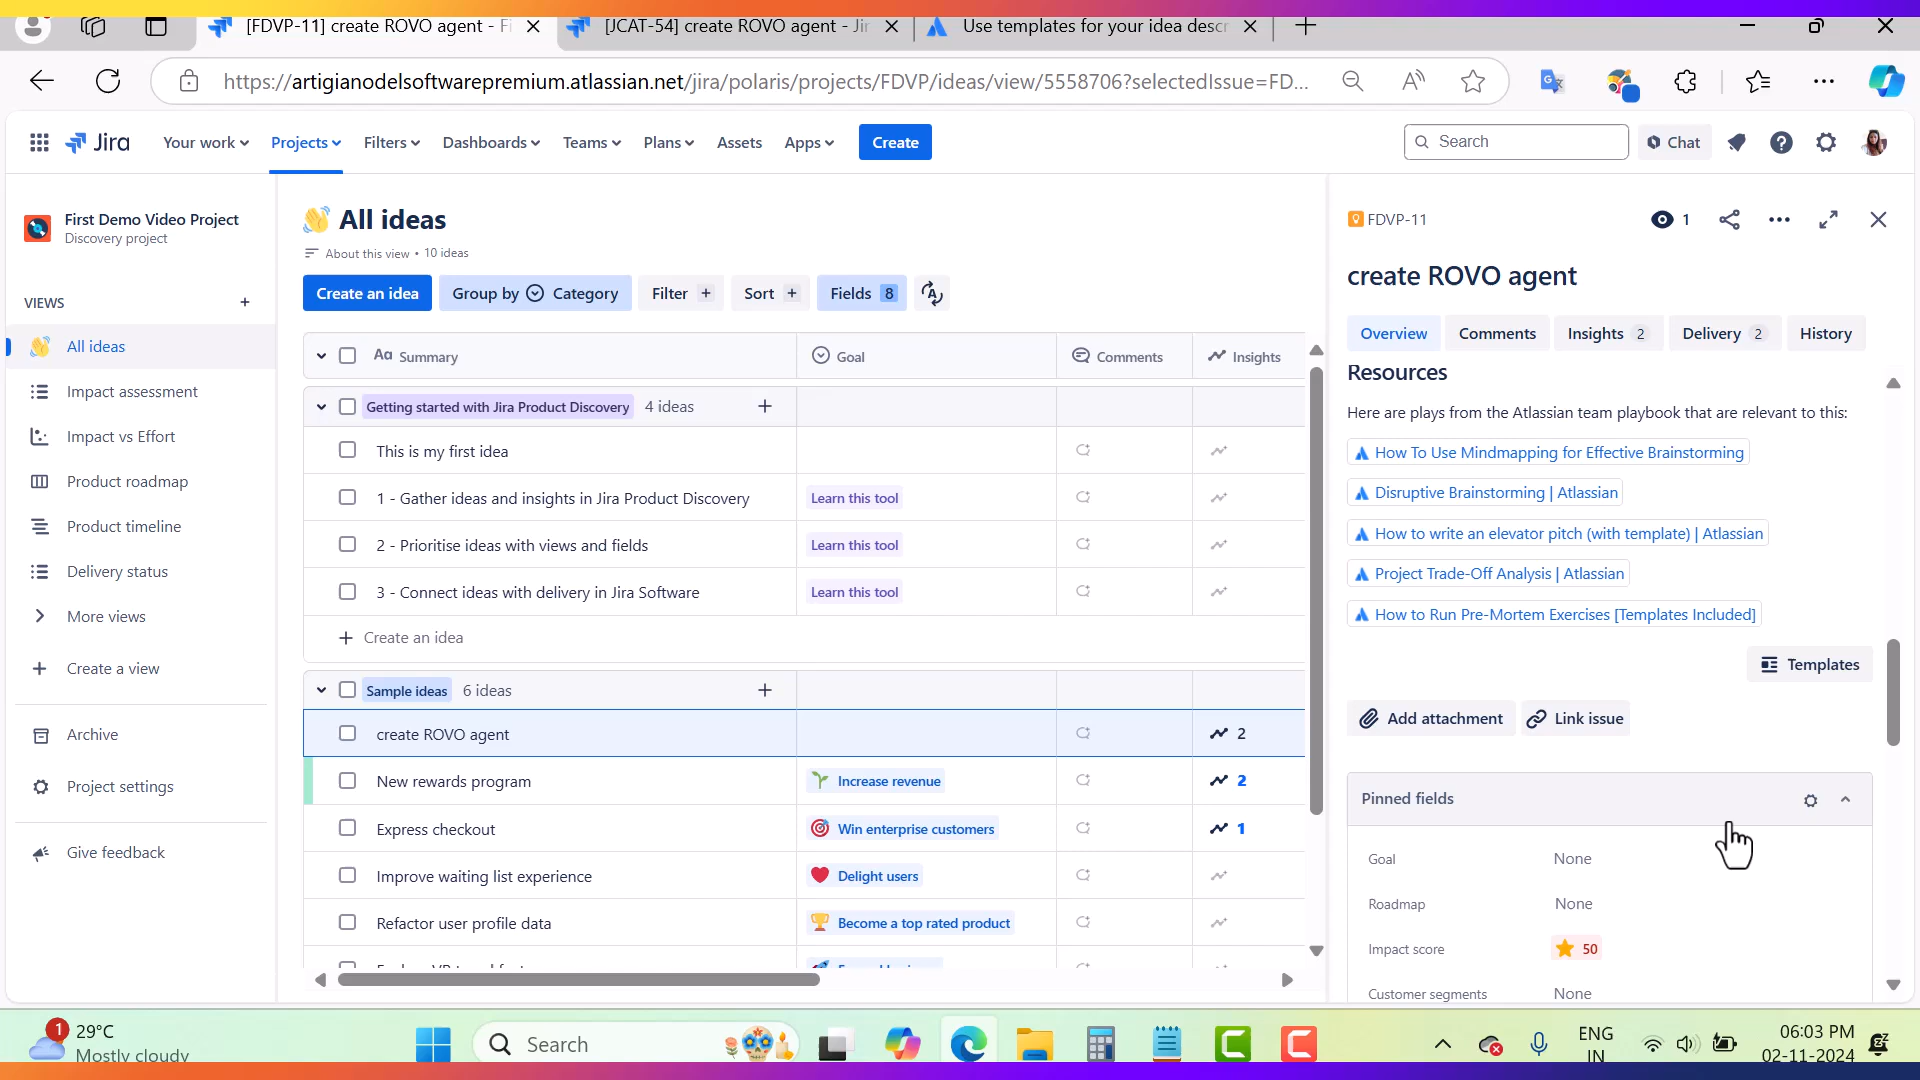 [FDVP-11] create ROVO agent - Fi
[JCAT-54] create ROVO agent - Jir
Use templates for your idea descr
https://artigianodelsoftwarepremium.atlassian.net/jira/polaris/projects/FDVP/ideas/view/5558706?selectedIssue=FD...
Jira
Your work
Projects
Filters
Dashboards
Teams
Plans
Assets
Apps
Create
Search
Chat
First Demo Video Project
Discovery project
VIEWS
All ideas
Impact assessment
Impact vs Effort
Product roadmap
Product timeline
Delivery status
More views
Create a view
Archive
Project settings
Give feedback
All ideas
About this view • 10 ideas
Create an idea
Group by Category
Filter
Sort
Fields 8
Aa Summary
Goal
Comments
Insights
Getting started with Jira Product Discovery 4 ideas
This is my first idea
1 - Gather ideas and insights in Jira Product Discovery
Learn this tool
2 - Prioritise ideas with views and fields
Learn this tool
3 - Connect ideas with delivery in Jira Software
Learn this tool
Create an idea
Sample ideas 6 ideas
create ROVO agent
2
New rewards program
Increase revenue
2
Express checkout
Win enterprise customers
1
Improve waiting list experience
Delight users
Refactor user profile data
Become a top rated product
FDVP-11
1
create ROVO agent
Overview
Comments
Insights 2
Delivery 2
History
Resources
Here are plays from the Atlassian team playbook that are relevant to this:
How To Use Mindmapping for Effective Brainstorming
Disruptive Brainstorming | Atlassian
How to write an elevator pitch (with template) | Atlassian
Project Trade-Off Analysis | Atlassian
How to Run Pre-Mortem Exercises [Templates Included]
Templates
Add attachment
Link issue
Pinned fields
Goal None
Roadmap None
Impact score 50
Customer segments None
1
29°C
Mostly cloudy
Search
ENG
IN
06:03 PM
02-11-2024